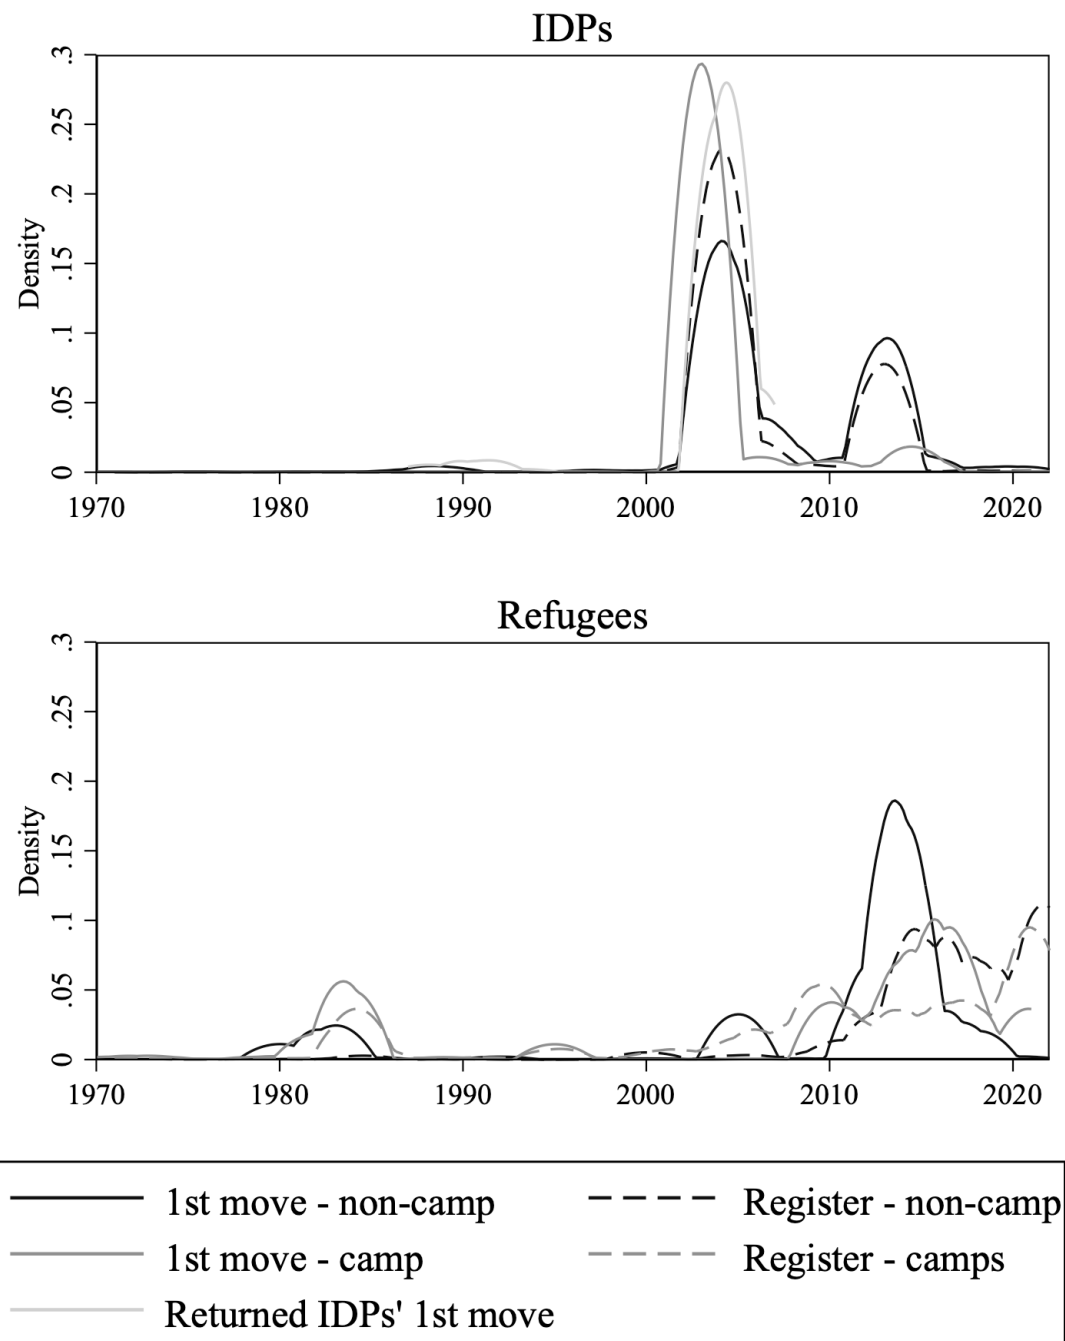 IDPs
.3
.25
.2
.15
.1
.05
0
Density
1970 1980 1990 2000 2010 2020
Refugees
.3
.25
.2
.15
.1
.05
0
Density
1970 1980 1990 2000 2010 2020
1st move - non-camp Register - non-camp
1st move - camp Register - camps
Returned IDPs' 1st move